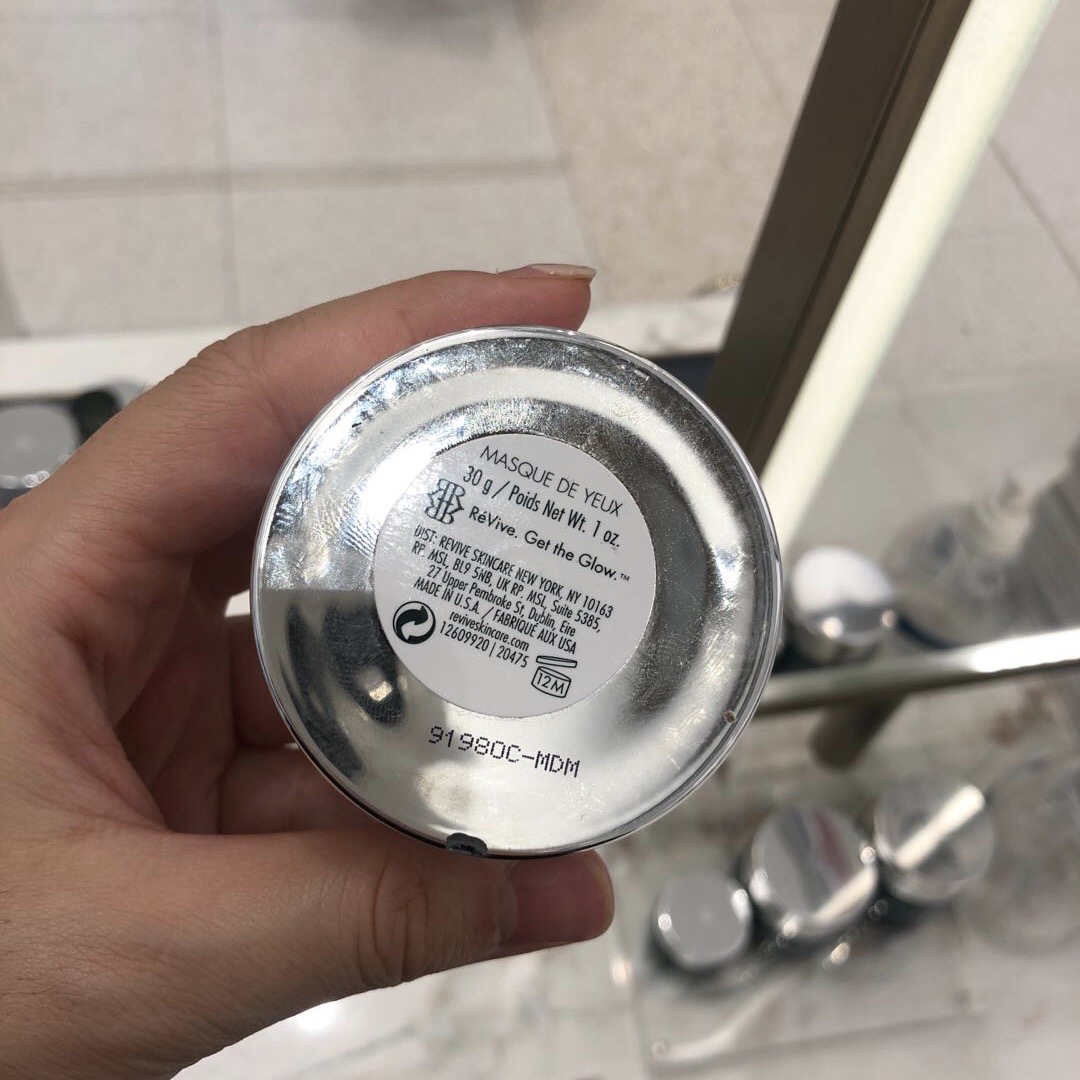 MASQUE DE YEUX
30 g / Poids Net Wt. 1 oz.
RéVive. Get the Glow.™
DIST: REVIVE SKINCARE NEW YORK, NY 10163
RP. MSL, BL9 5NB, UK RP. MSL, Suite 5385,
27 Upper Pembroke St, Dublin, Eire
MADE IN U.S.A. / FABRIQUÉ AUX USA
reviveskincare.com
12609920 | 20475
12M
91980C-MDM